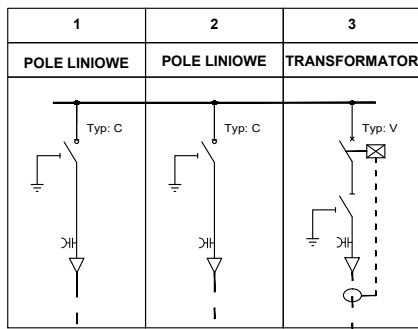 1 2 3
POLE LINIOWE POLE LINIOWE TRANSFORMATOR
Typ: C Typ: C Typ: V